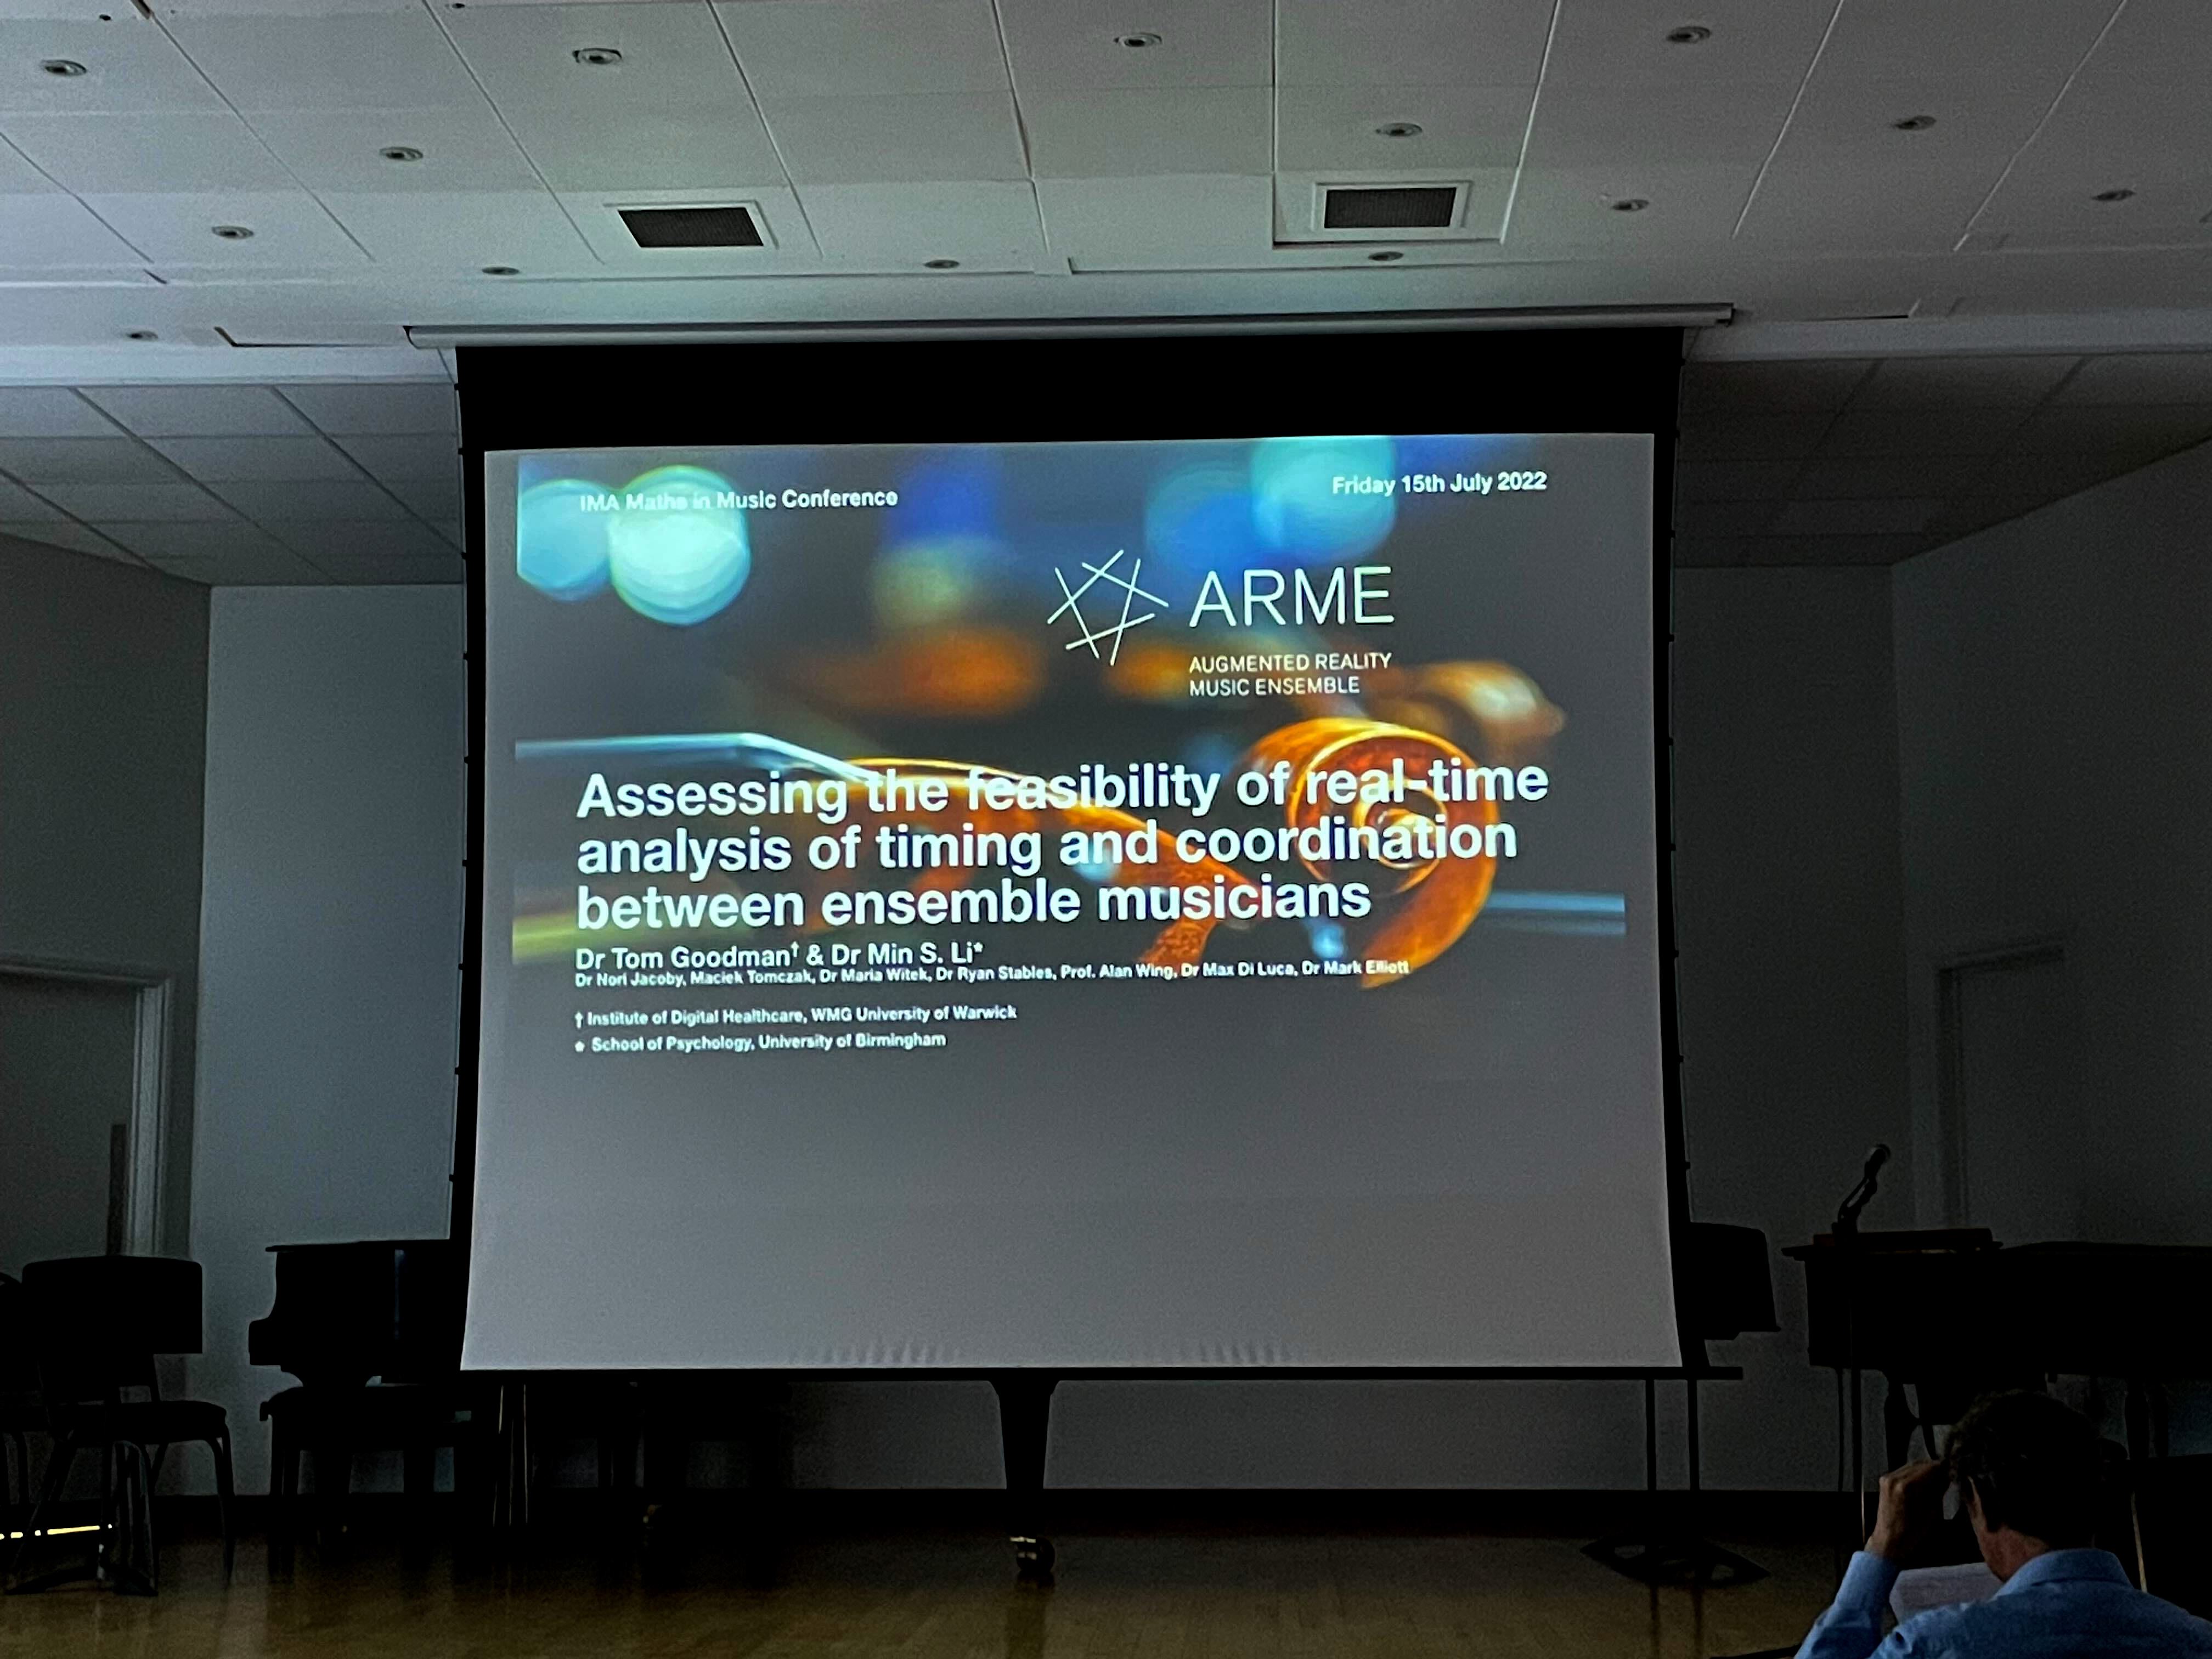 IMA Maths in Music Conference
Friday 15th July 2022
ARME
AUGMENTED REALITY
MUSIC ENSEMBLE
Assessing the feasibility of real-time
analysis of timing and coordination
between ensemble musicians
Dr Tom Goodman† & Dr Min S. Li*
Dr Nori Jacoby, Maciek Tomczak, Dr Maria Witek, Dr Ryan Stables, Prof. Alan Wing, Dr Max Di Luca, Dr Mark Elliott
† Institute of Digital Healthcare, WMG University of Warwick
* School of Psychology, University of Birmingham